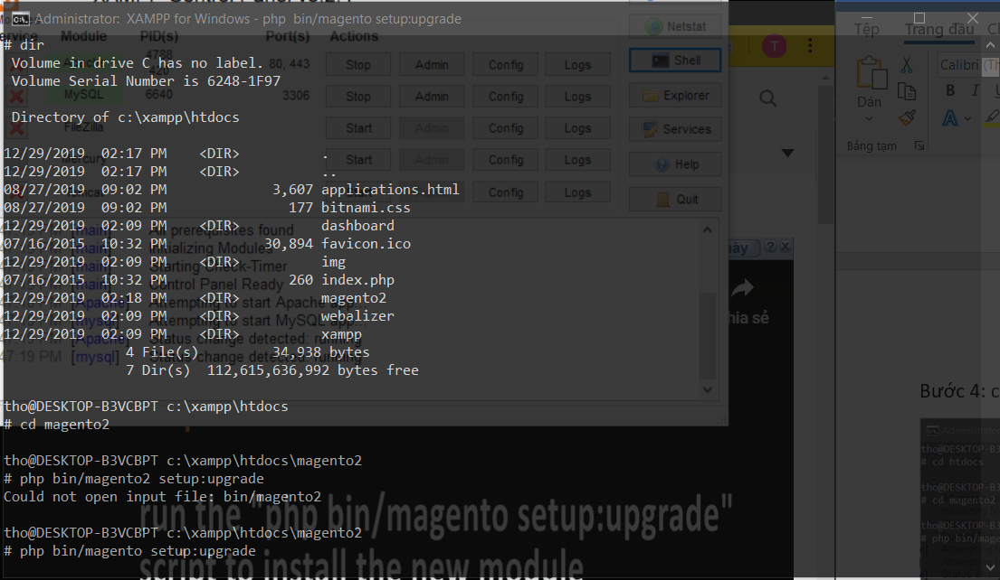 Administrator: XAMPP for Windows - php bin/magento setup:upgrade
Module PID(s) Port(s) Actions
# dir
Volume in drive C has no label.
Volume Serial Number is 6248-1F97
Directory of c:\xampp\htdocs
12/29/2019 02:17 PM <DIR> .
12/29/2019 02:17 PM <DIR> ..
08/27/2019 09:02 PM 3,607 applications.html
08/27/2019 09:02 PM 177 bitnami.css
12/29/2019 02:09 PM <DIR> dashboard
07/16/2015 10:32 PM 30,894 favicon.ico
12/29/2019 02:09 PM <DIR> img
07/16/2015 10:32 PM 260 index.php
12/29/2019 02:18 PM <DIR> magento2
12/29/2019 02:09 PM <DIR> webalizer
12/29/2019 02:09 PM <DIR> xampp
4 File(s) 34,938 bytes
7 Dir(s) 112,615,636,992 bytes free
tho@DESKTOP-B3VCBPT c:\xampp\htdocs
# cd magento2
tho@DESKTOP-B3VCBPT c:\xampp\htdocs\magento2
# php bin/magento2 setup:upgrade
Could not open input file: bin/magento2
tho@DESKTOP-B3VCBPT c:\xampp\htdocs\magento2
# php bin/magento setup:upgrade
4788
420
80, 443
Stop Admin Config Logs
MySQL 6640 3306 Stop Admin Config Logs
FileZilla Start Admin Config Logs
Mercury Start Admin Config Logs
Config Logs
Netstat
Shell
Explorer
Services
Help
Quit
[main] All prerequisites found
[main] Initializing Modules
[main] Starting Check-Timer
[main] Control Panel Ready
[Apache] Attempting to start Apache app...
[mysql] Attempting to start MySQL app...
[Apache] Status change detected: running
47:19 PM [mysql] Status change detected: running
run the "php bin/magento setup:upgrade"
script to install the new module
T
Tệp Trang đầu
Calibri (Th
Dán
B I U
A
Bảng tạm
Bước 4: c
Administrator
tho@DESKTOP-B3VCBPT
# cd htdocs
tho@DESKTOP-B3VCBPT
# cd magento2
tho@DESKTOP-B3VCBPT
# php bin/mage